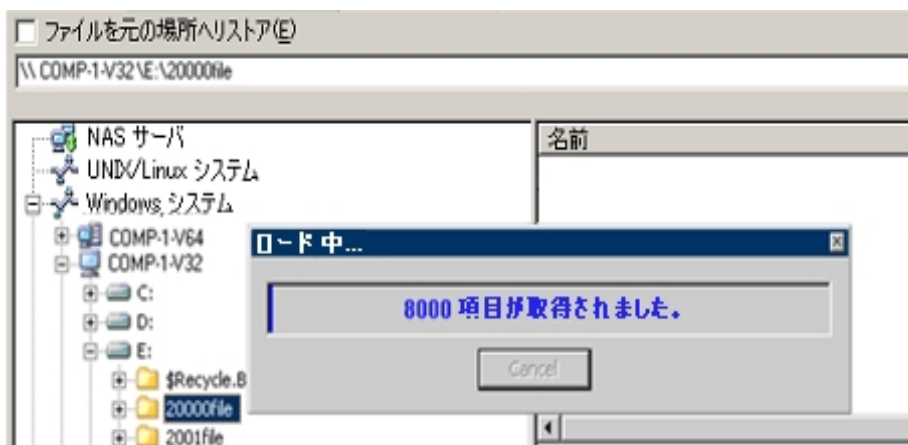 ファイルを元の場所へリストア(E)
\\ COMP-1-V32\E:\20000file
NAS サーバ
名前
UNIX/Linux システム
Windows システム
COMP-1-V64
COMP-1-V32
C:
D:
E:
$Recycle.B
20000file
2001file
ロード 中...
8000 項目が取得されました。
Cancel